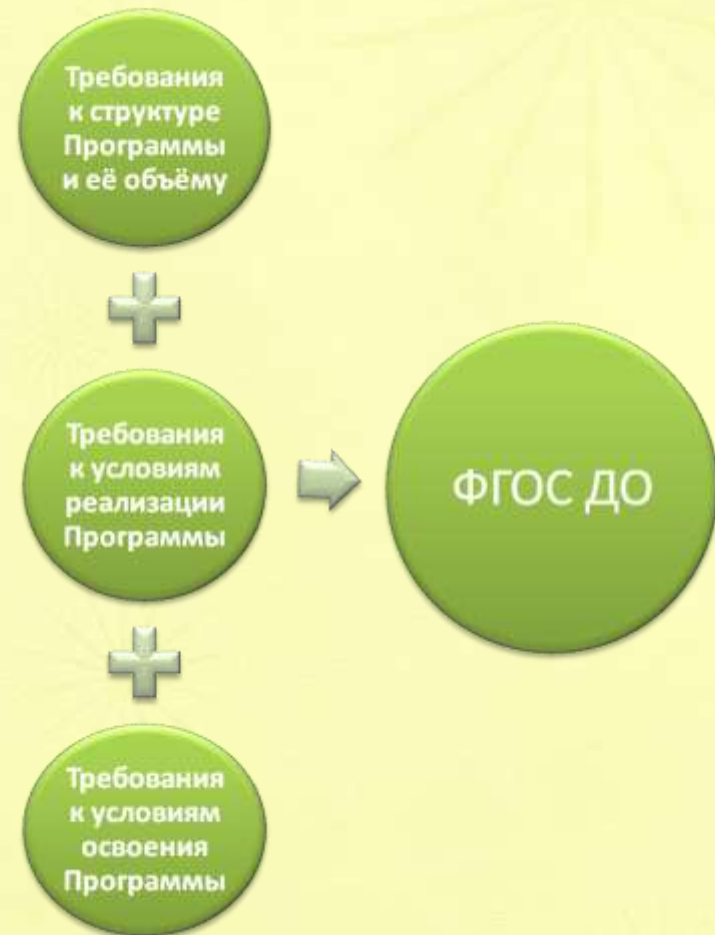 Требования
к структуре
Программы
и её объёму
Требования
к условиям
реализации
Программы
ФГОС ДО
Требования
к условиям
освоения
Программы